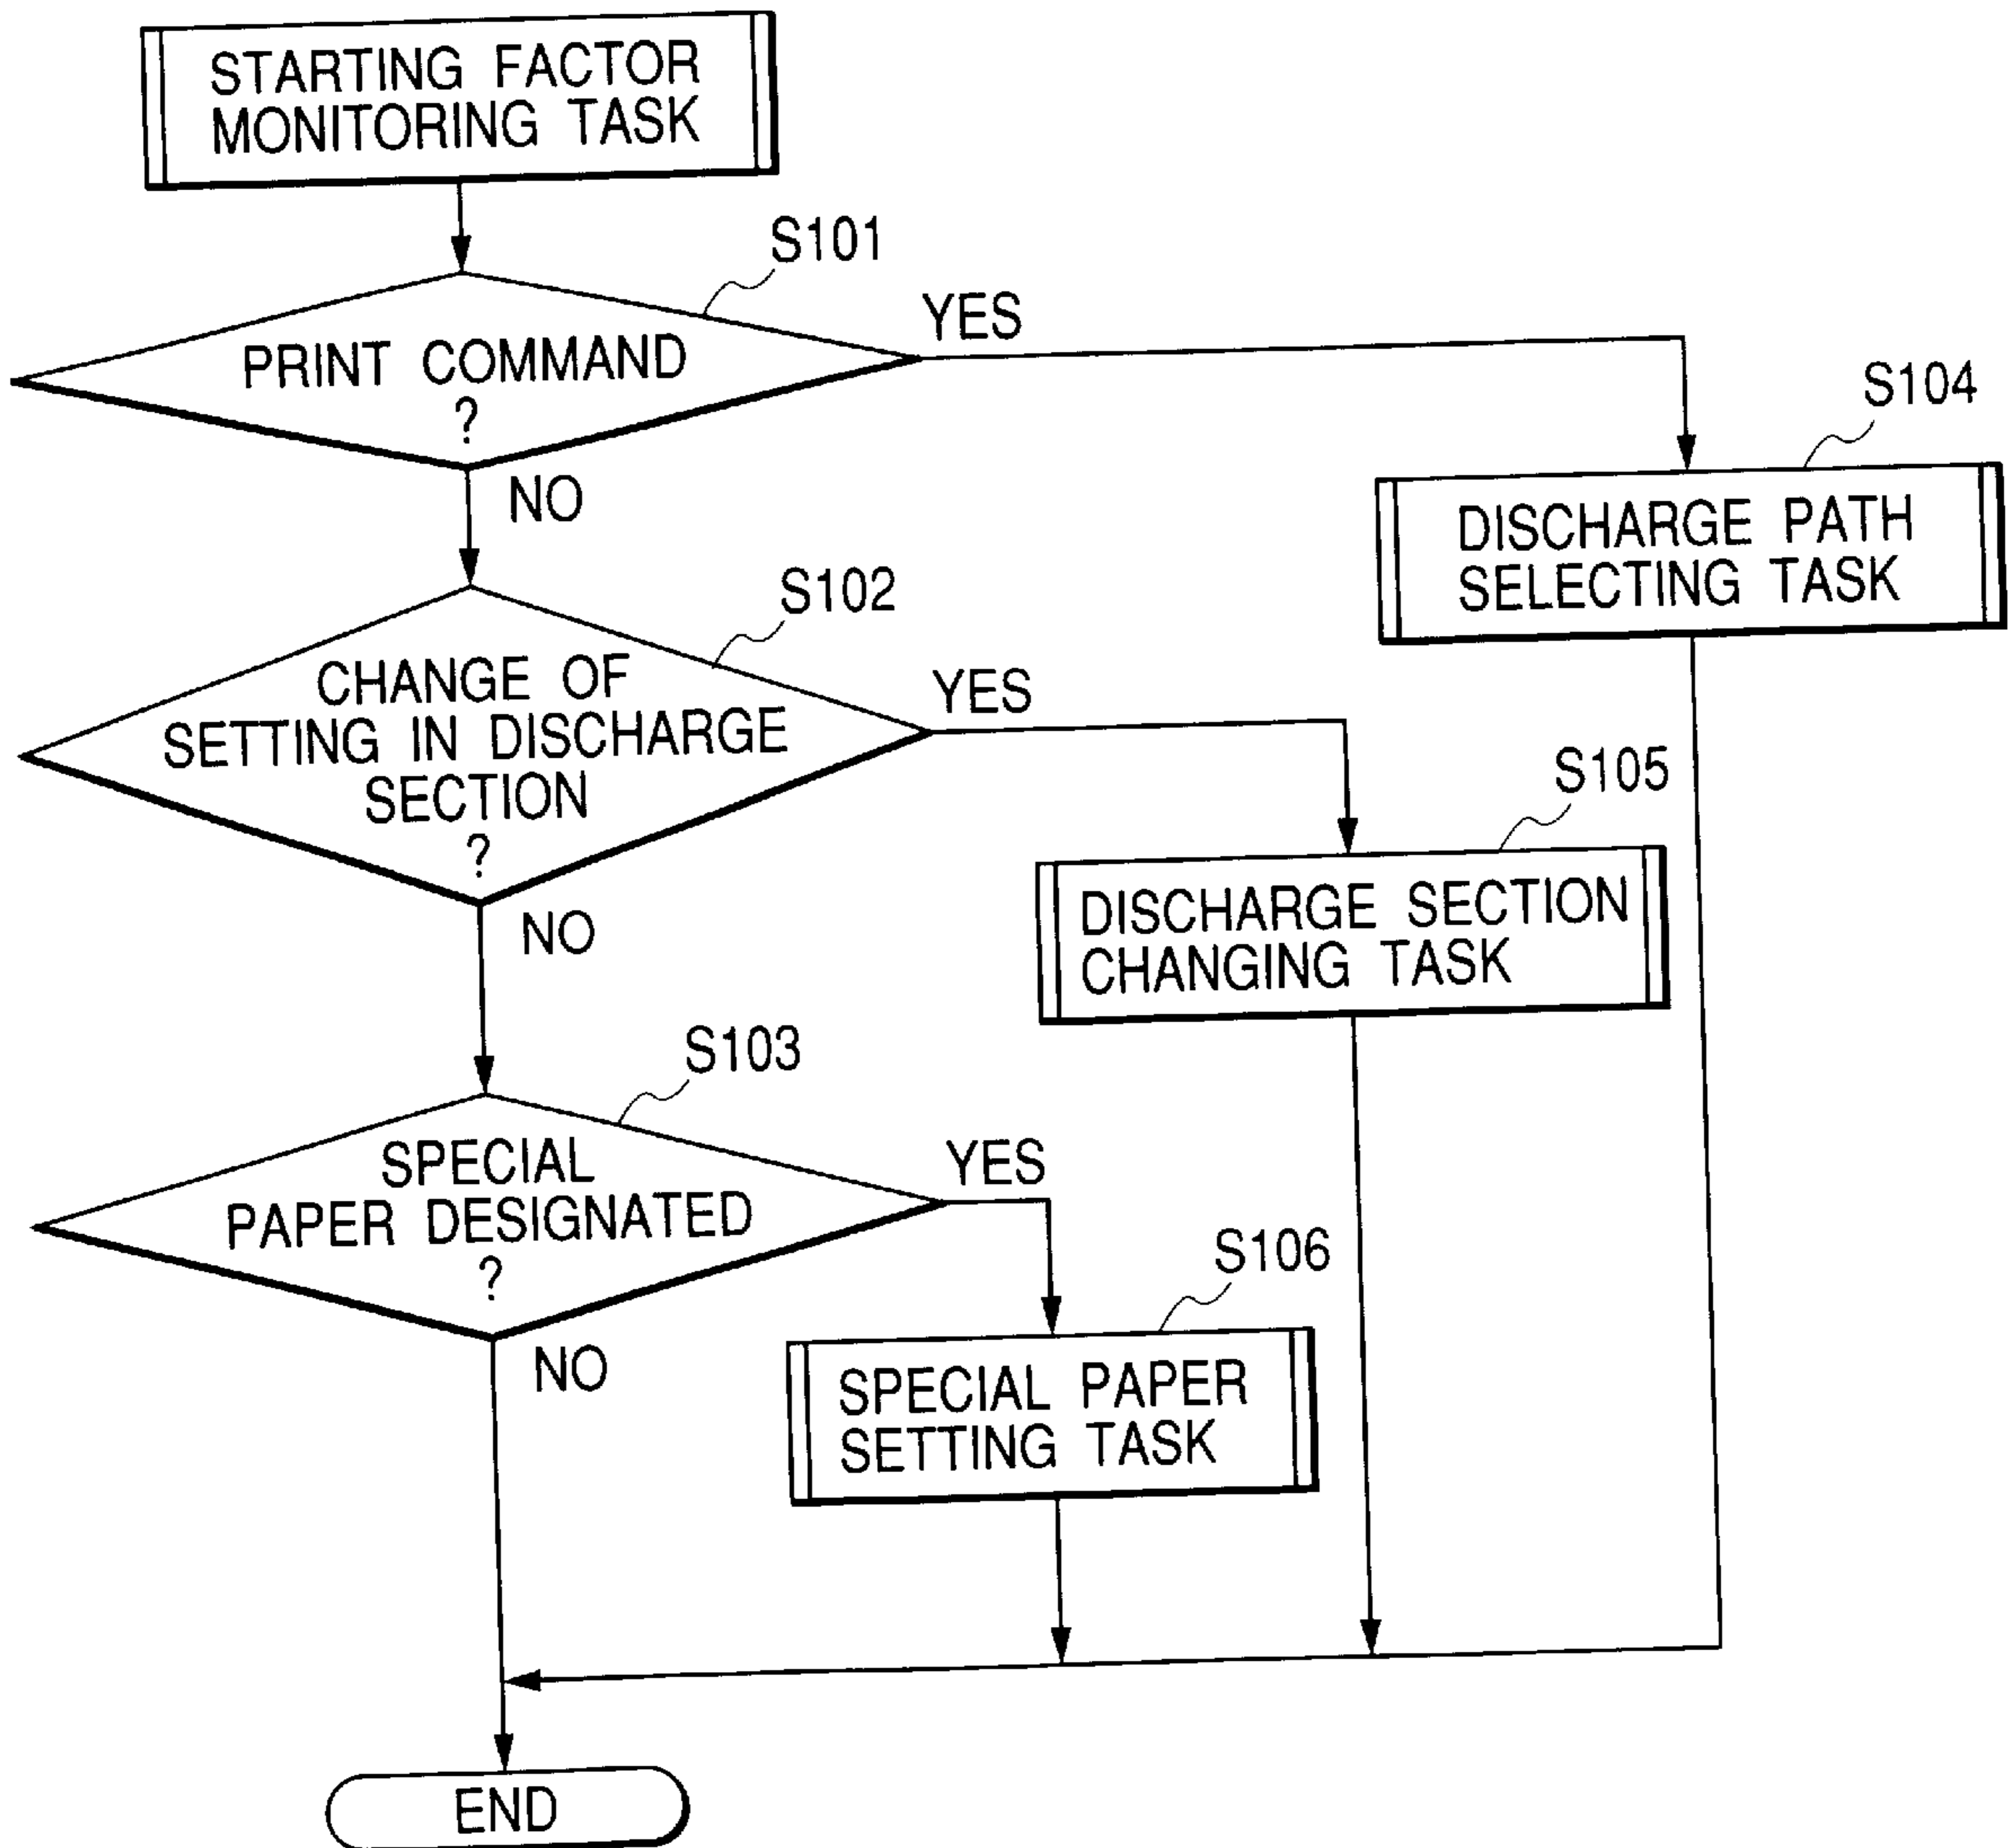 STARTING FACTOR
MONITORING TASK
S101
PRINT COMMAND
?
YES
NO
S104
DISCHARGE PATH
SELECTING TASK
S102
CHANGE OF
SETTING IN DISCHARGE
SECTION
?
YES
NO
S105
DISCHARGE SECTION
CHANGING TASK
S103
SPECIAL
PAPER DESIGNATED
?
YES
NO
S106
SPECIAL PAPER
SETTING TASK
END